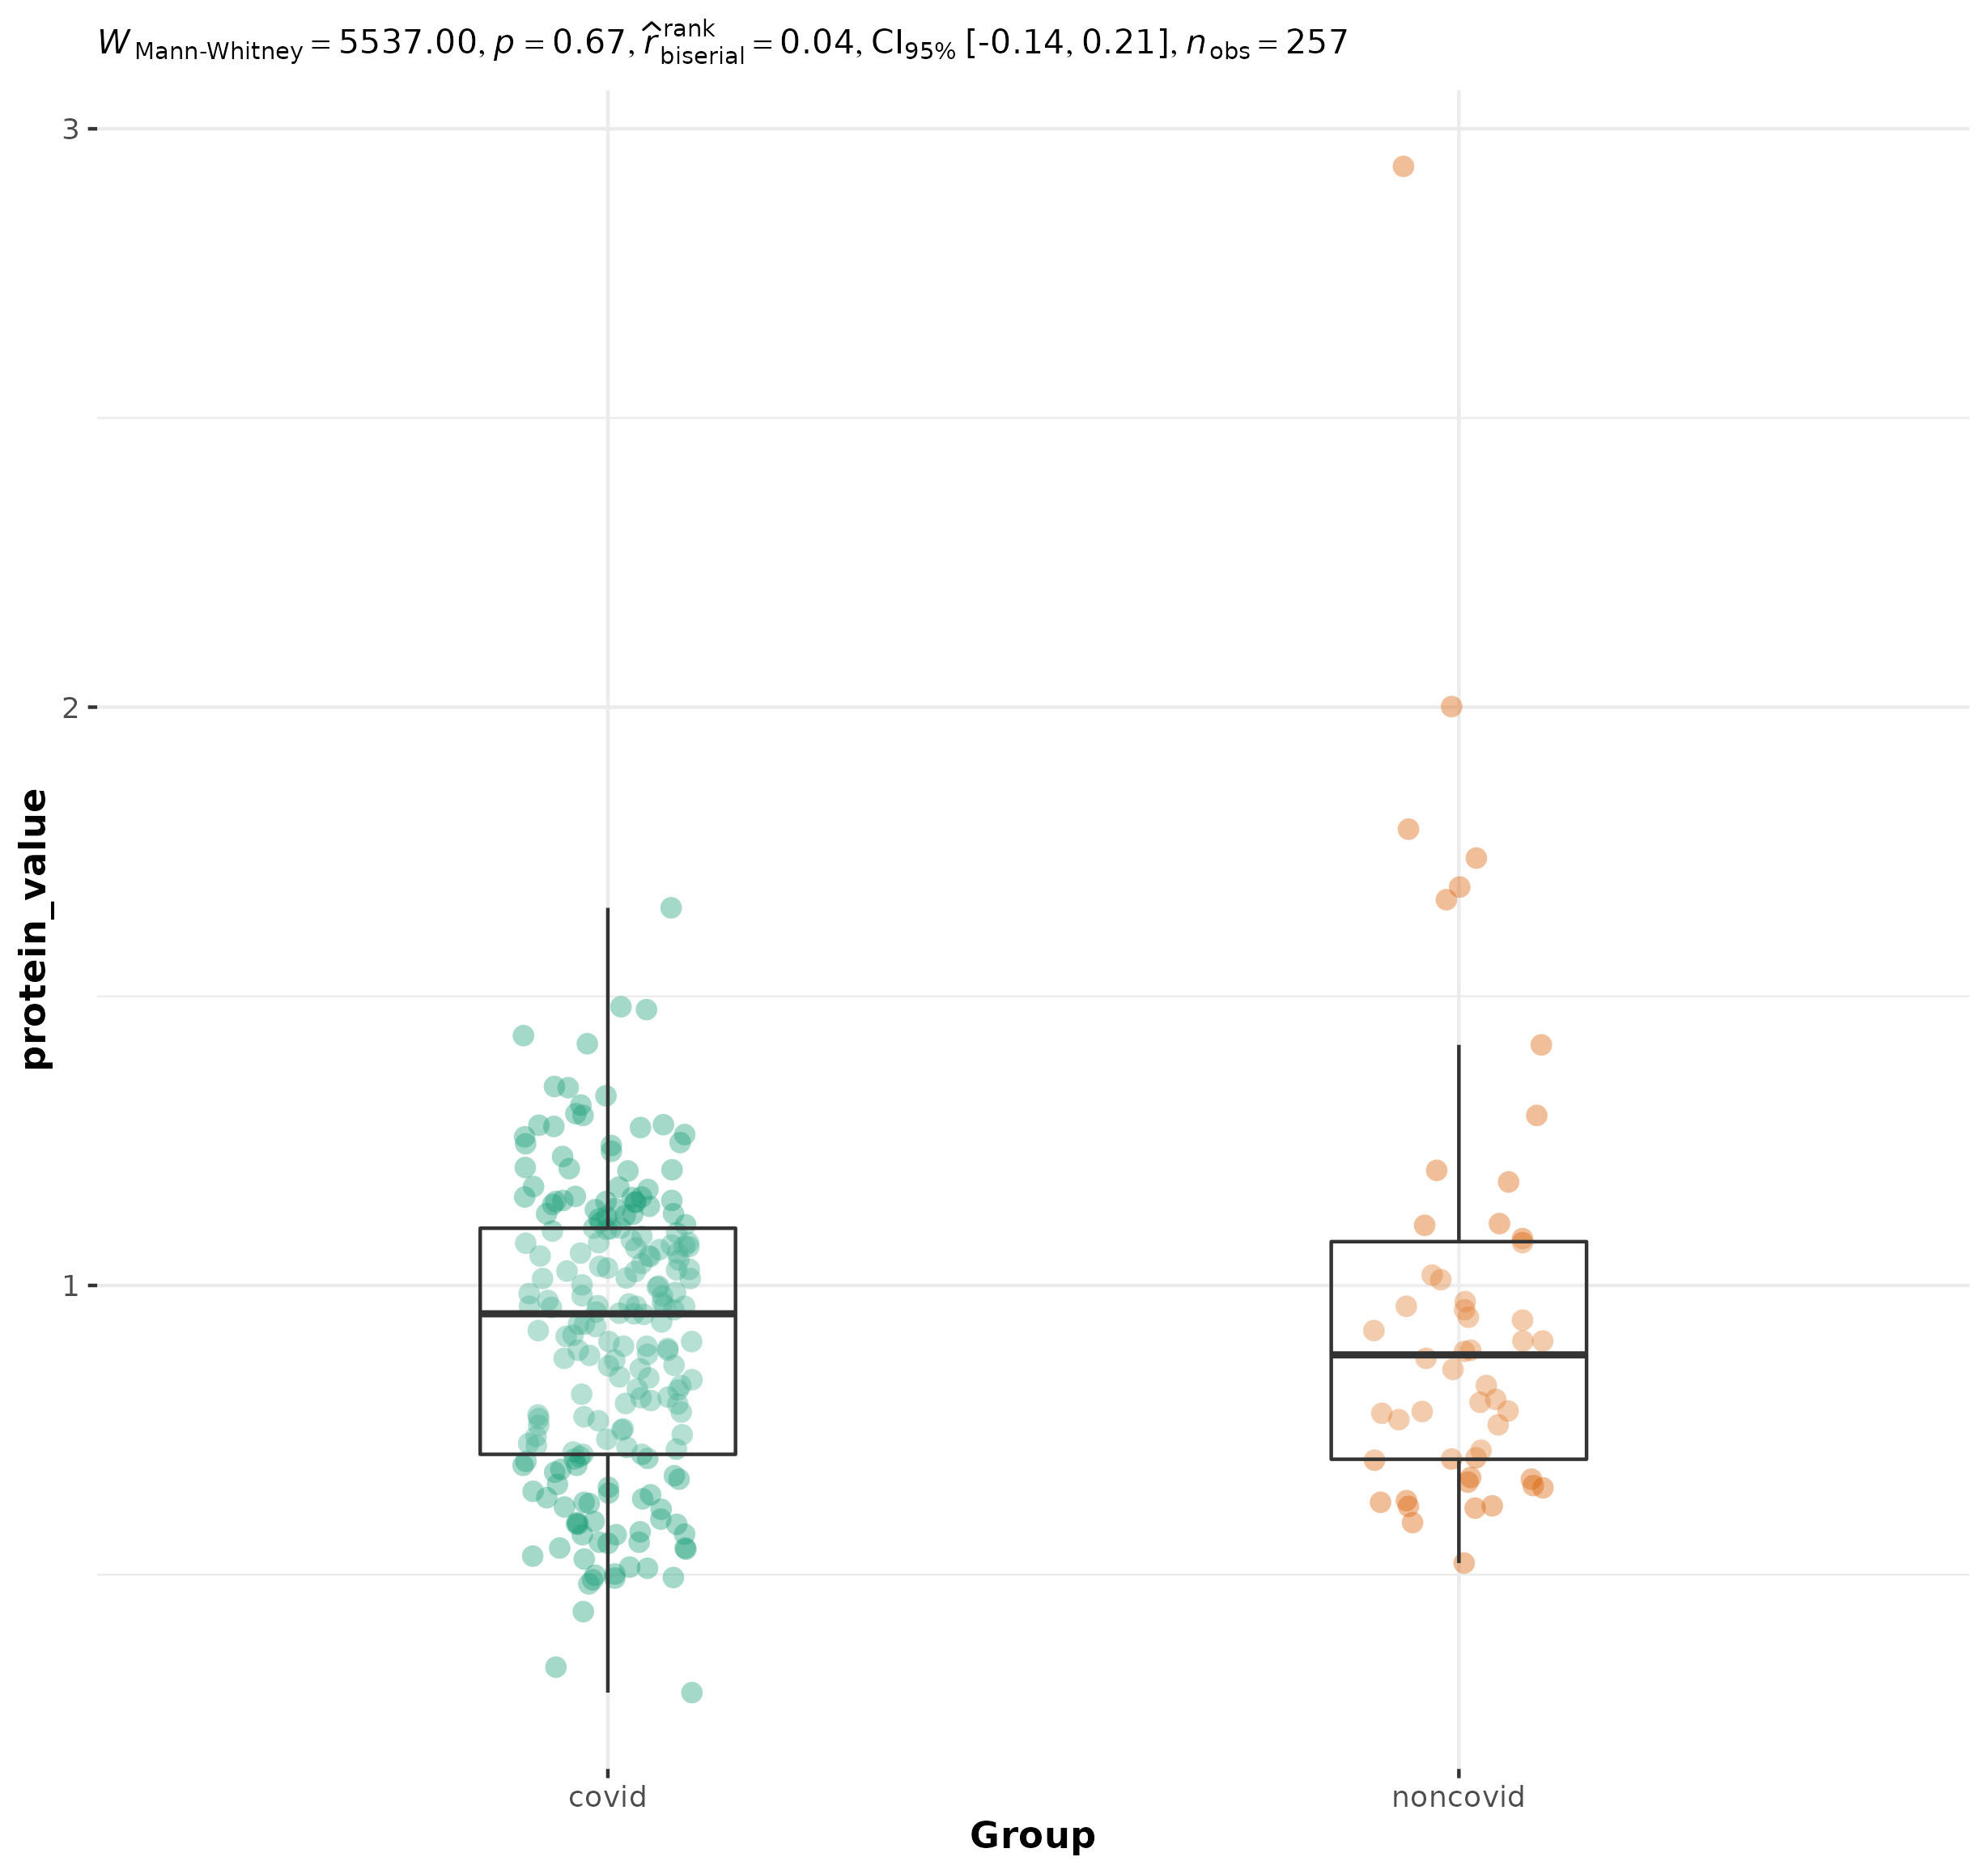 W Mann-Whitney = 5537.00, p = 0.67, r̂ rank biserial = 0.04, CI95% [-0.14, 0.21], nobs = 257
3
2
1
protein_value
covid noncovid
Group